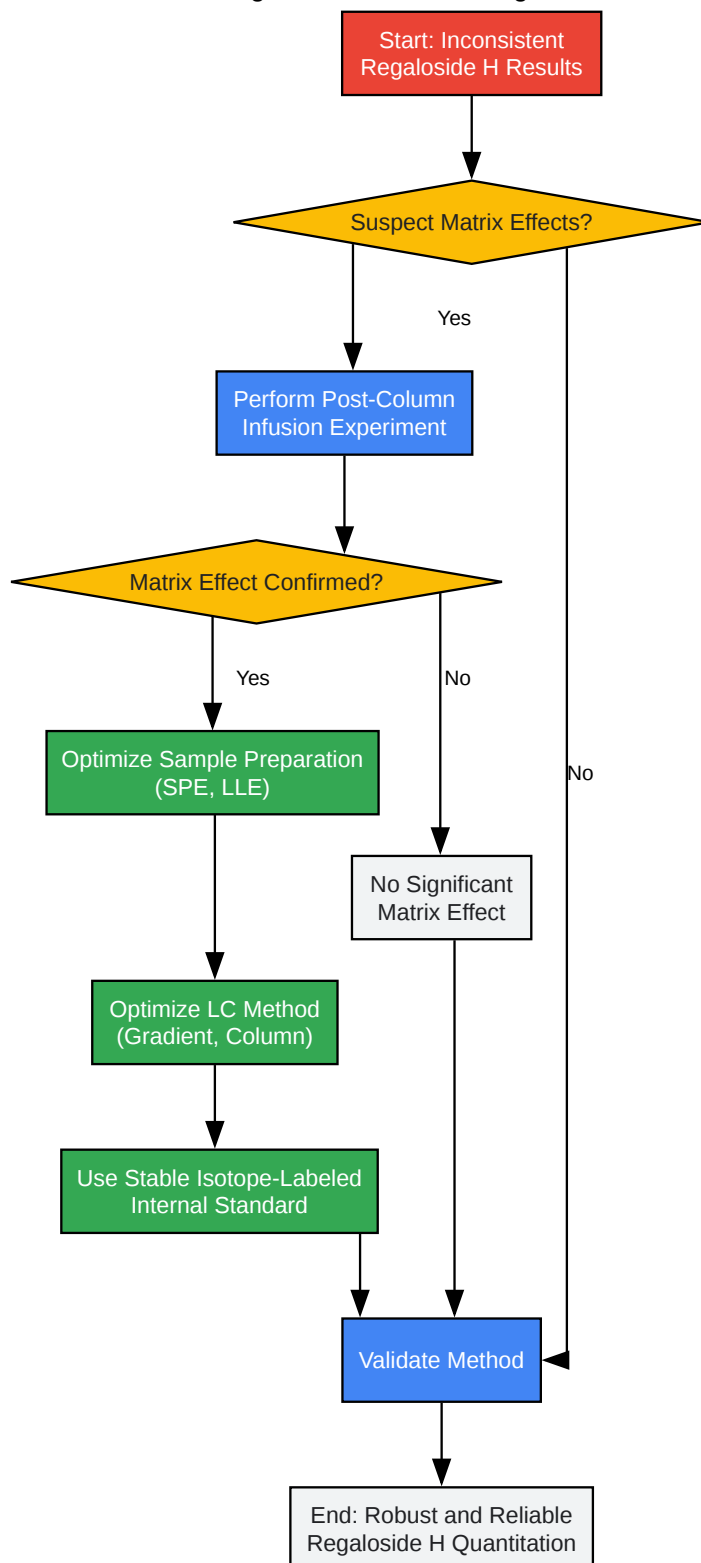 Start: Inconsistent
Regaloside H Results
Suspect Matrix Effects?
Yes
Perform Post-Column
Infusion Experiment
Matrix Effect Confirmed?
Yes
No
Optimize Sample Preparation
(SPE, LLE)
No
No Significant
Matrix Effect
Optimize LC Method
(Gradient, Column)
Use Stable Isotope-Labeled
Internal Standard
Validate Method
End: Robust and Reliable
Regaloside H Quantitation